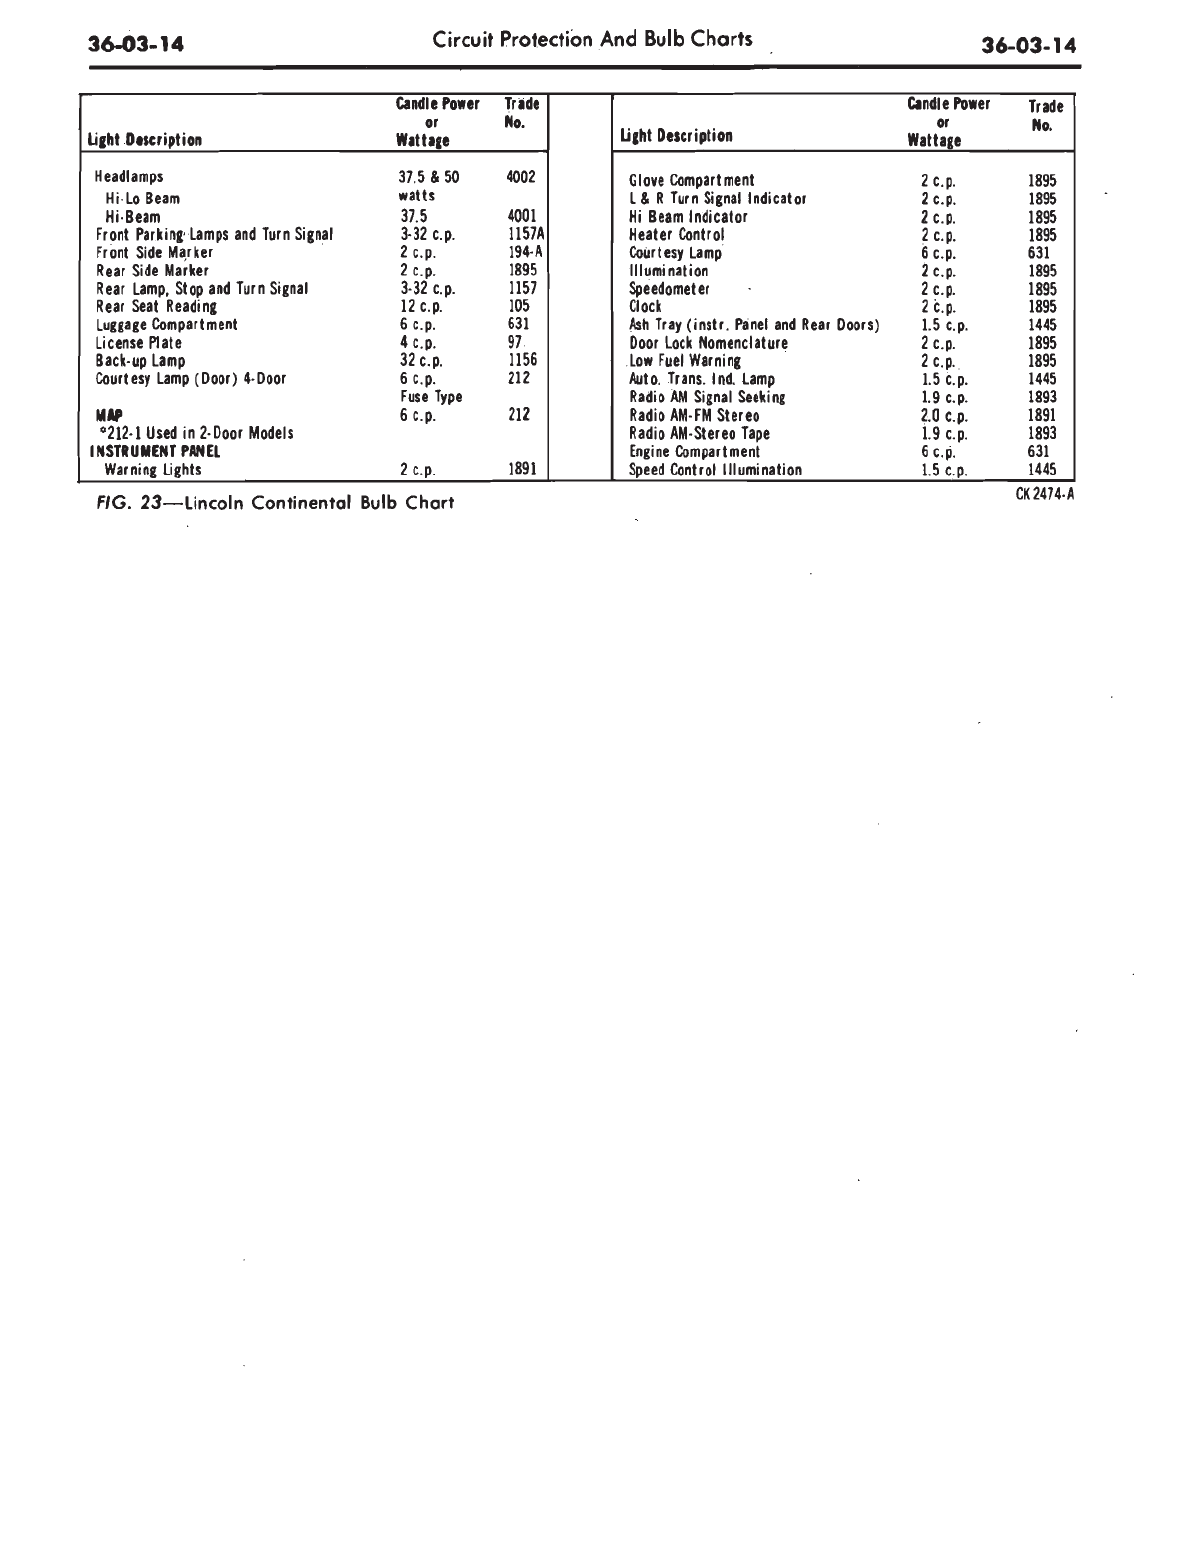 36-03-14 Circuit Protection And Bulb Charts 36-03-14
Light Description Candle Power or Wattage Trade No.
Headlamps 37.5 & 50 4002
Hi-Lo Beam watts
Hi-Beam 37.5 4001
Front Parking Lamps and Turn Signal 3-32 c.p. 1157A
Front Side Marker 2 c.p. 194-A
Rear Side Marker 2 c.p. 1895
Rear Lamp, Stop and Turn Signal 3-32 c.p. 1157
Rear Seat Reading 12 c.p. 105
Luggage Compartment 6 c.p. 631
License Plate 4 c.p. 97
Back-up Lamp 32 c.p. 1156
Courtesy Lamp (Door) 4-Door 6 c.p. 212
Fuse Type
MAP 6 c.p. 212
*212-1 Used in 2-Door Models
INSTRUMENT PANEL
Warning Lights 2 c.p. 1891
Light Description Candle Power or Wattage Trade No.
Glove Compartment 2 c.p. 1895
L & R Turn Signal Indicator 2 c.p. 1895
Hi Beam Indicator 2 c.p. 1895
Heater Control 2 c.p. 1895
Courtesy Lamp 6 c.p. 631
Illumination 2 c.p. 1895
Speedometer 2 c.p. 1895
Clock 2 c.p. 1895
Ash Tray (instr. Panel and Rear Doors) 1.5 c.p. 1445
Door Lock Nomenclature 2 c.p. 1895
Low Fuel Warning 2 c.p. 1895
Auto. Trans. Ind. Lamp 1.5 c.p. 1445
Radio AM Signal Seeking 1.9 c.p. 1893
Radio AM-FM Stereo 2.0 c.p. 1891
Radio AM-Stereo Tape 1.9 c.p. 1893
Engine Compartment 6 c.p. 631
Speed Control Illumination 1.5 c.p. 1445
FIG. 23—Lincoln Continental Bulb Chart
CK2474-A